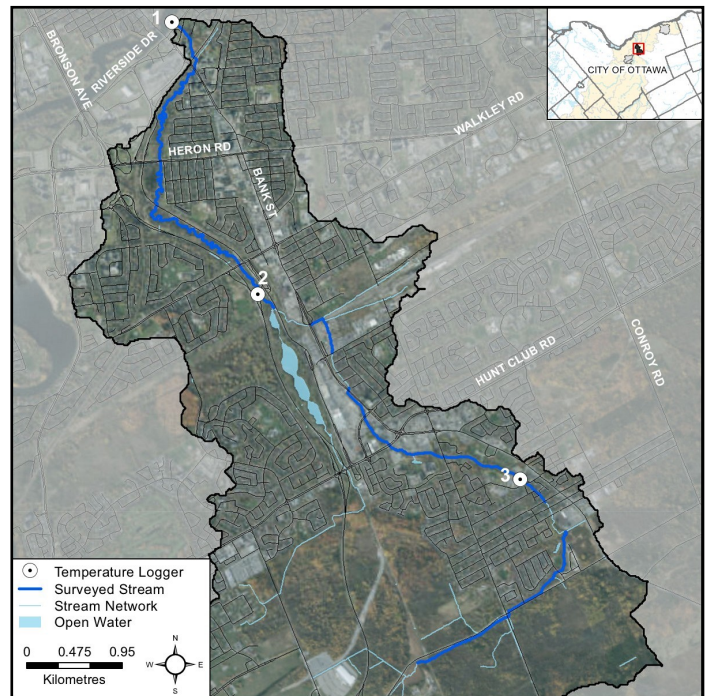 1
RIVERSIDE DR
BRONSON AVE
CITY OF OTTAWA
WALKLEY RD
HERON RD
BANK ST
2
HUNT CLUB RD
CONROY RD
3
Temperature Logger
Surveyed Stream
Stream Network
Open Water
0 0.475 0.95
Kilometres
N
W E
S